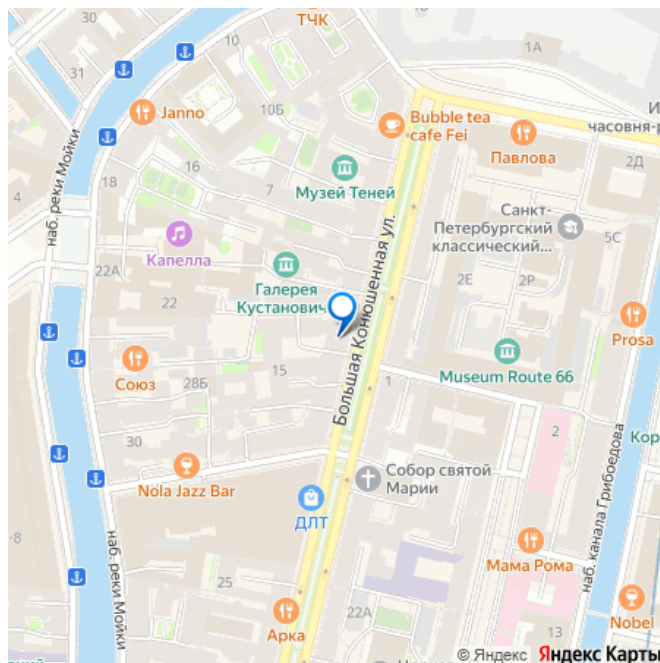 ТЧК
31
10
1А
30
Janno
10Б
Bubble tea
cafe Fei
И
часовня-р
Павлова
наб. реки Мойки
16
2Д
4
18
7
Музей Теней
Санкт-
Петербургский
классический...
5С
Капелла
22А
Галерея
Кустанович
2Е
2Р
22
Большая Конюшенная ул.
Prosa
Союз
28Б
15
Museum Route 66
1
2
30
Кор
Nola Jazz Bar
Собор святой
Марии
наб. канала Грибоедова
ДЛТ
-8
наб. реки Мойки
Мама Рома
25
22А
Арка
13
Nobel
© Яндекс Яндекс Карты